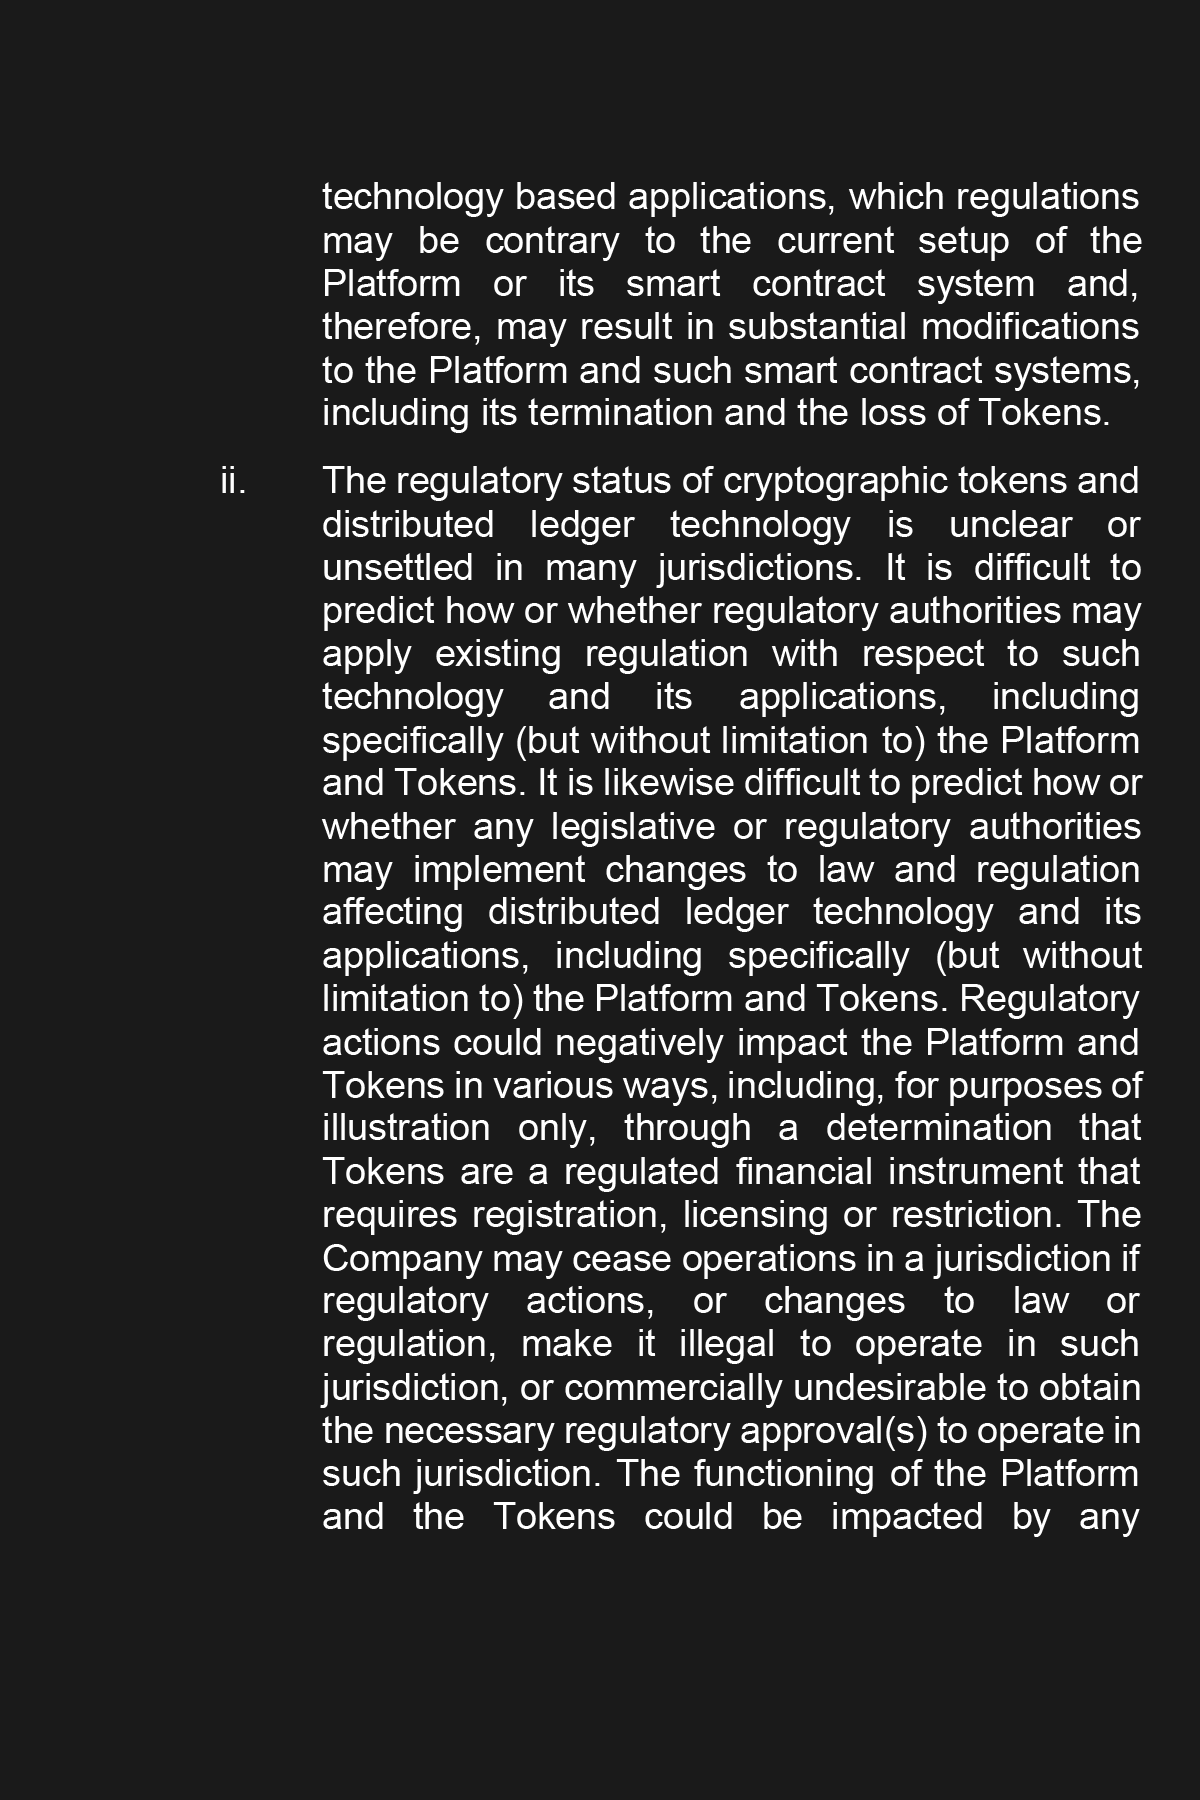 technology based applications, which regulations
may be contrary to the current setup of the
Platform or its smart contract system and,
therefore, may result in substantial modifications
to the Platform and such smart contract systems,
including its termination and the loss of Tokens.
ii. The regulatory status of cryptographic tokens and
distributed ledger technology is unclear or
unsettled in many jurisdictions. It is difficult to
predict how or whether regulatory authorities may
apply existing regulation with respect to such
technology and its applications, including
specifically (but without limitation to) the Platform
and Tokens. It is likewise difficult to predict how or
whether any legislative or regulatory authorities
may implement changes to law and regulation
affecting distributed ledger technology and its
applications, including specifically (but without
limitation to) the Platform and Tokens. Regulatory
actions could negatively impact the Platform and
Tokens in various ways, including, for purposes of
illustration only, through a determination that
Tokens are a regulated financial instrument that
requires registration, licensing or restriction. The
Company may cease operations in a jurisdiction if
regulatory actions, or changes to law or
regulation, make it illegal to operate in such
jurisdiction, or commercially undesirable to obtain
the necessary regulatory approval(s) to operate in
such jurisdiction. The functioning of the Platform
and the Tokens could be impacted by any